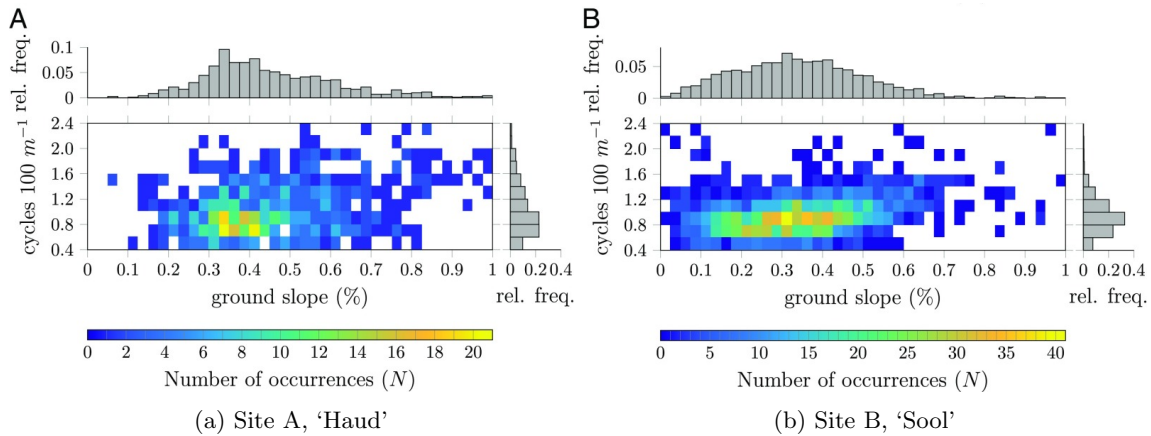 A
rel. freq.
0.1
0.05
0
cycles 100 m⁻¹
2.4
2.0
1.6
1.2
0.8
0.4
0 0.1 0.2 0.3 0.4 0.5 0.6 0.7 0.8 0.9 1
ground slope (%)
0 0.2 0.4
rel. freq.
0 2 4 6 8 10 12 14 16 18 20
Number of occurrences (N)
(a) Site A, ‘Haud’
B
rel. freq.
0.05
0
cycles 100 m⁻¹
2.4
2.0
1.6
1.2
0.8
0.4
0 0.1 0.2 0.3 0.4 0.5 0.6 0.7 0.8 0.9 1
ground slope (%)
0 0.2 0.4
rel. freq.
0 5 10 15 20 25 30 35 40
Number of occurrences (N)
(b) Site B, ‘Sool’